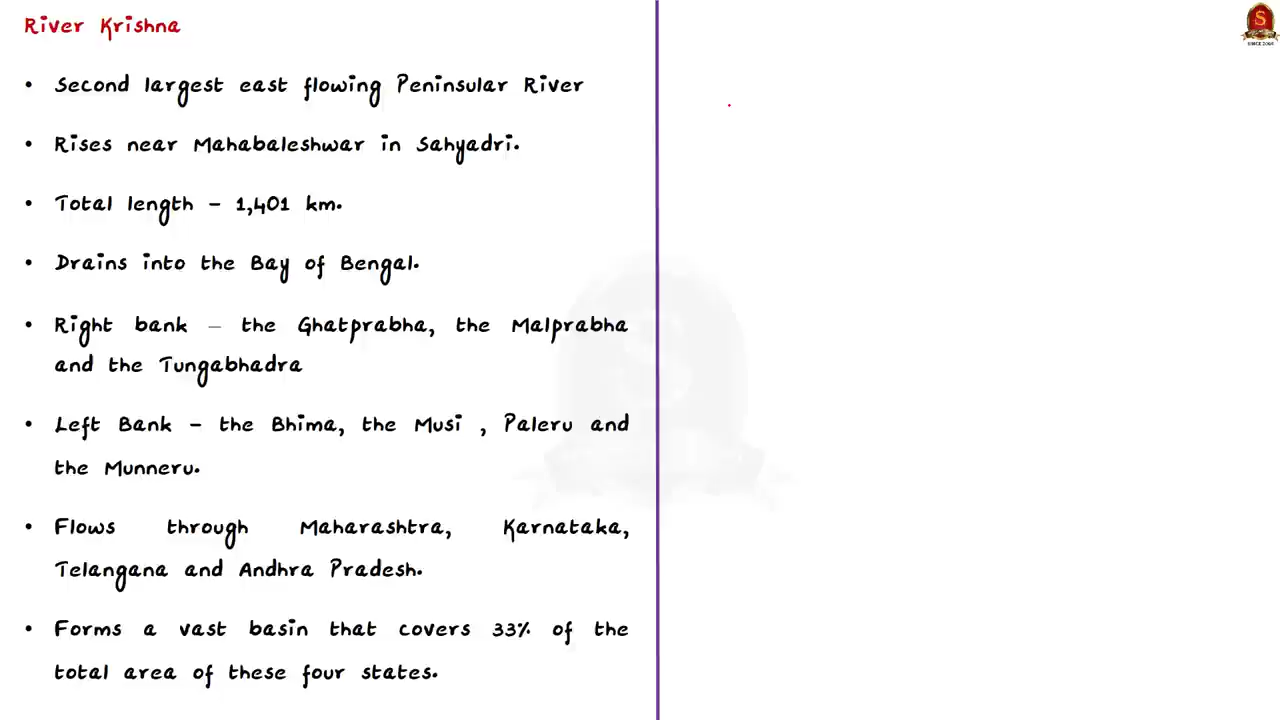 River Krishna
• Second largest east flowing Peninsular River
• Rises near Mahabaleshwar in Sahyadri.
• Total length - 1,401 km.
• Drains into the Bay of Bengal.
• Right bank – the Ghatprabha, the Malprabha
and the Tungabhadra
• Left Bank - the Bhima, the Musi , Paleru and
the Munneru.
• Flows through Maharashtra, Karnataka,
Telangana and Andhra Pradesh.
• Forms a vast basin that covers 33% of the
total area of these four states.
S
SINCE 2004